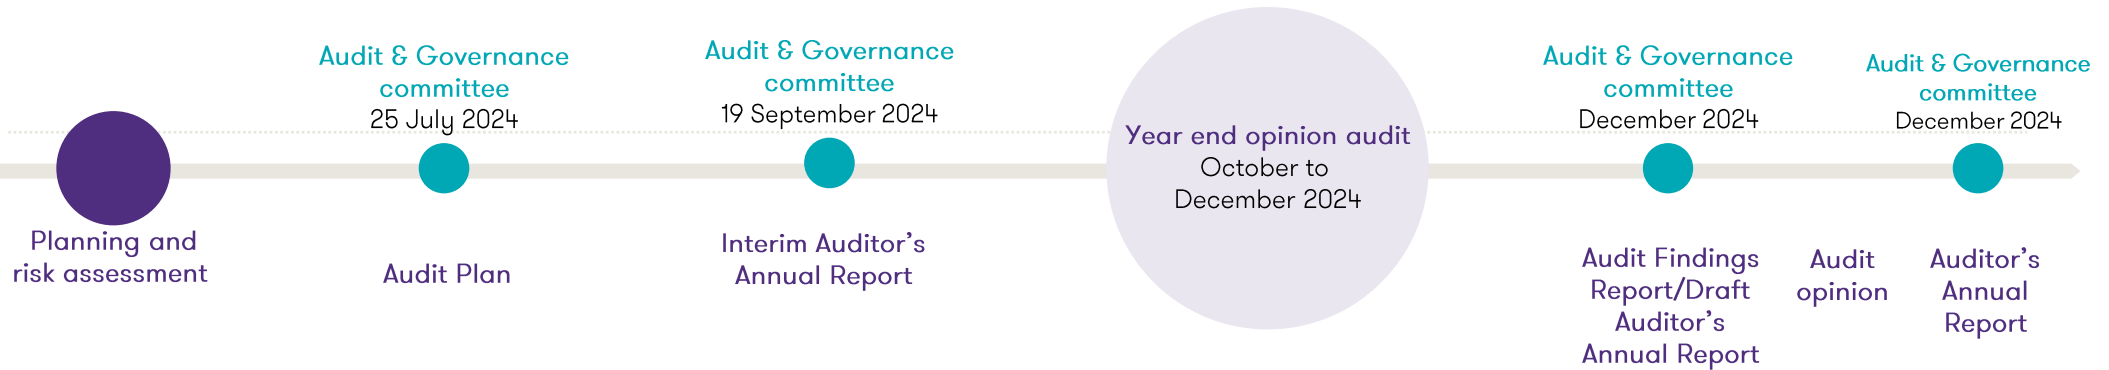 Audit & Governance
committee
25 July 2024
Audit & Governance
committee
19 September 2024
Year end opinion audit
October to
December 2024
Audit & Governance
committee
December 2024
Audit & Governance
committee
December 2024
Planning and
risk assessment
Audit Plan
Interim Auditor's
Annual Report
Audit Findings
Report/Draft
Auditor's
Annual Report
Audit
opinion
Auditor's
Annual
Report